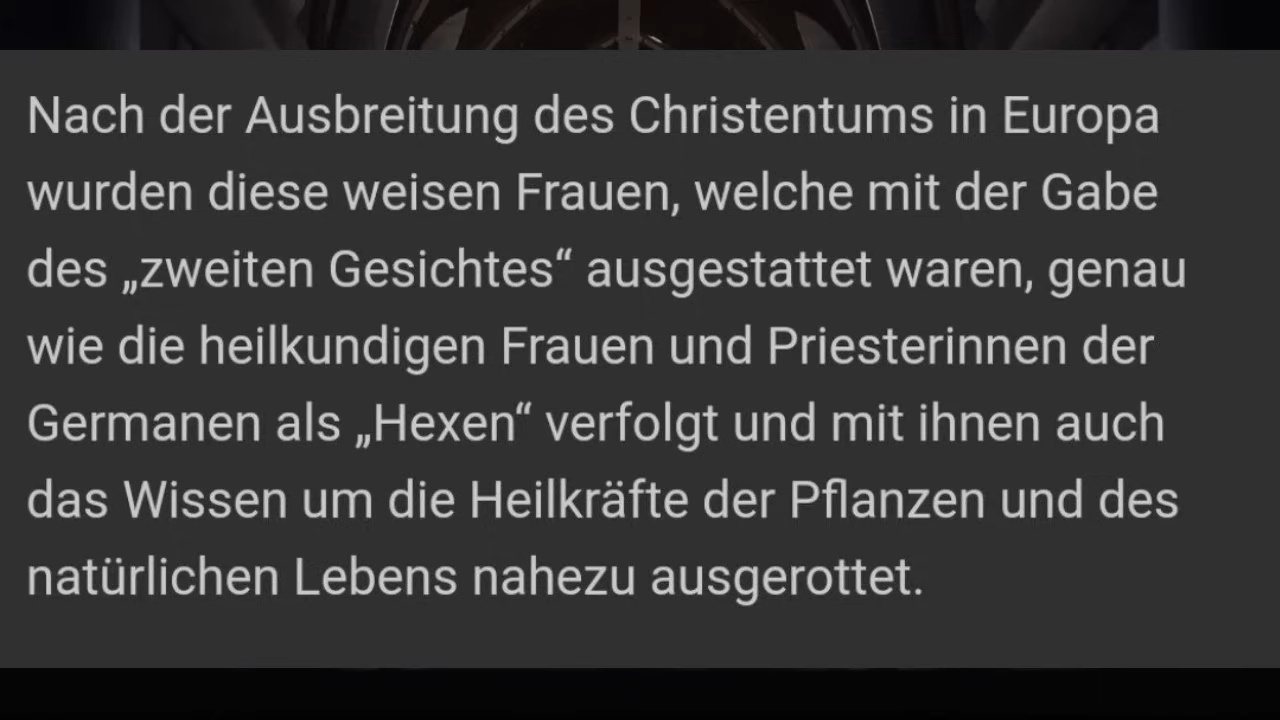 Nach der Ausbreitung des Christentums in Europa
wurden diese weisen Frauen, welche mit der Gabe
des „zweiten Gesichtes“ ausgestattet waren, genau
wie die heilkundigen Frauen und Priesterinnen der
Germanen als „Hexen“ verfolgt und mit ihnen auch
das Wissen um die Heilkräfte der Pflanzen und des
natürlichen Lebens nahezu ausgerottet.